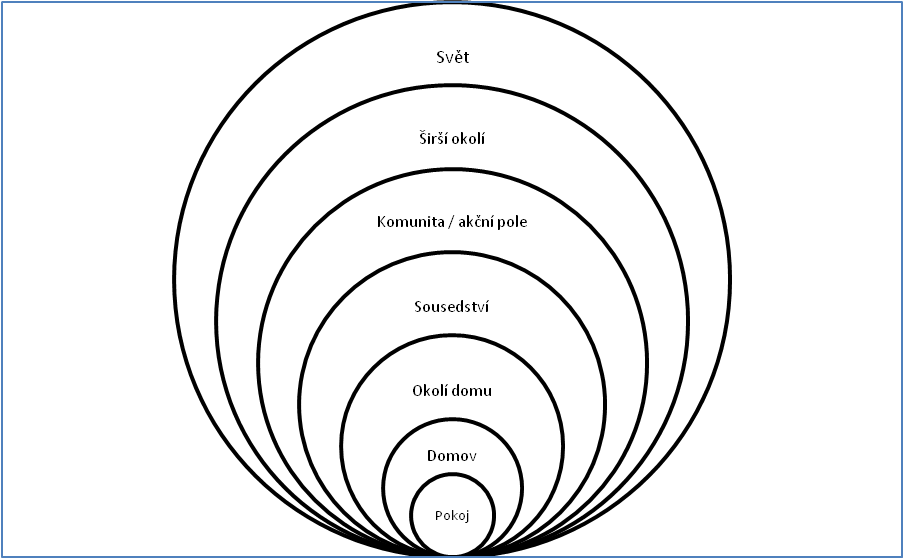 Svět
Širší okolí
Komunita / akční pole
Sousedství
Okolí domu
Domov
Pokoj